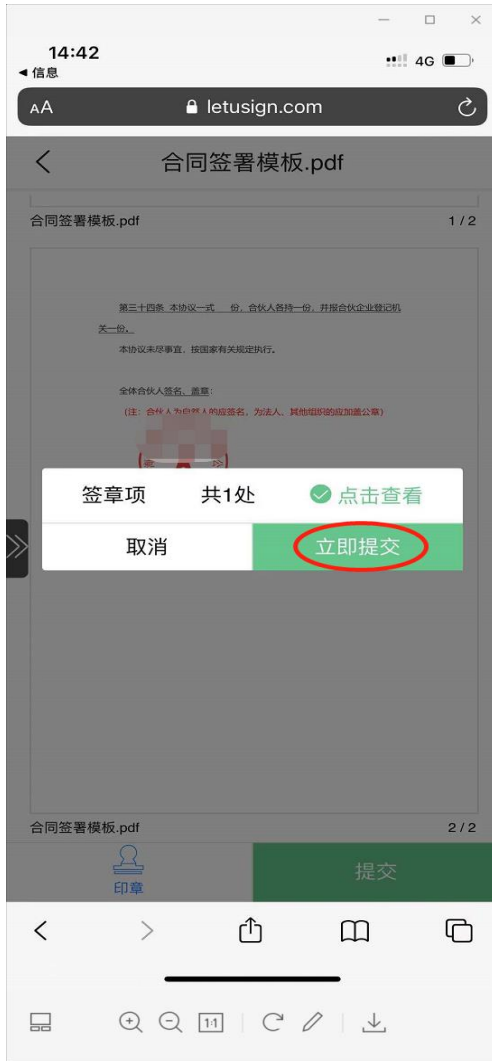 14:42
信息
4G
AA
letusign.com
合同签署模板.pdf
合同签署模板.pdf
1 / 2
第三十四条 本协议一式 份，合伙人各持一份，并报合伙企业登记机
关一份。
本协议未尽事宜，按国家有关规定执行。
全体合伙人签名、盖章：
（注：合伙人为自然人的应签名，为法人、其他组织的应加盖公章）
签章项
共1处
点击查看
取消
立即提交
合同签署模板.pdf
2 / 2
印章
提交
1:1